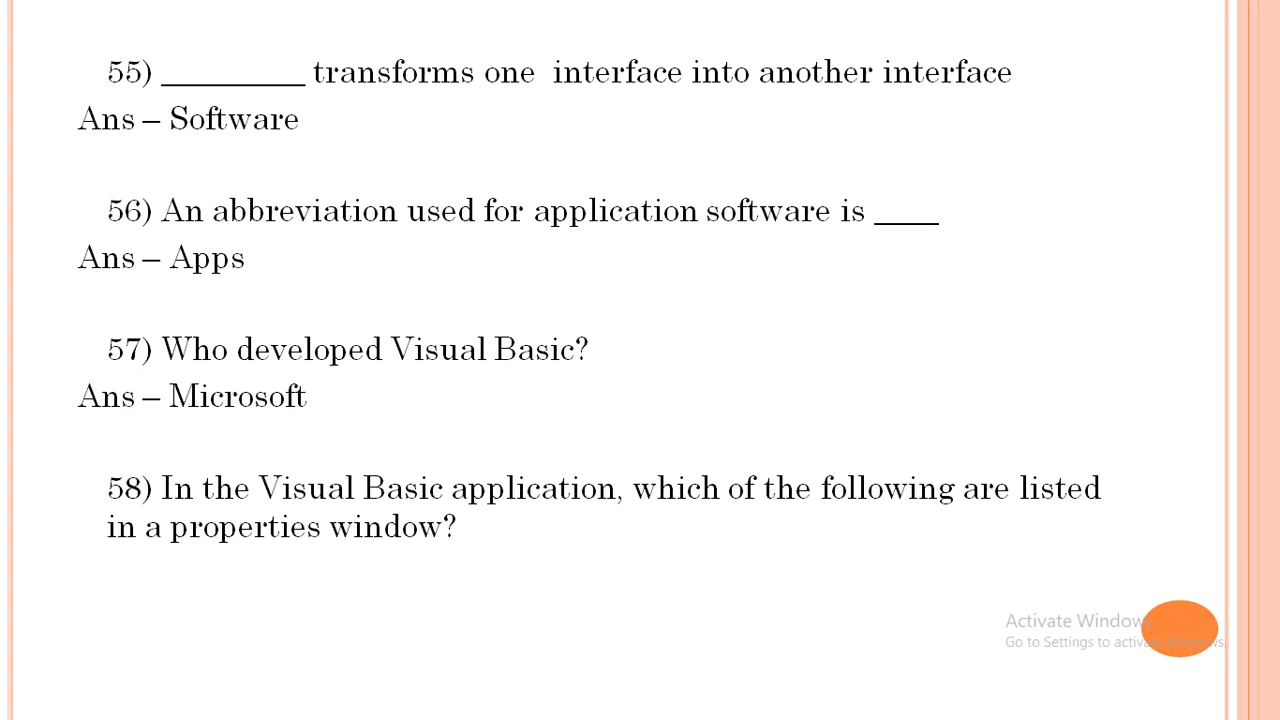 55) _________ transforms one interface into another interface
Ans – Software
56) An abbreviation used for application software is ____
Ans – Apps
57) Who developed Visual Basic?
Ans – Microsoft
58) In the Visual Basic application, which of the following are listed
in a properties window?
Activate Windows
Go to Settings to activate Windows.